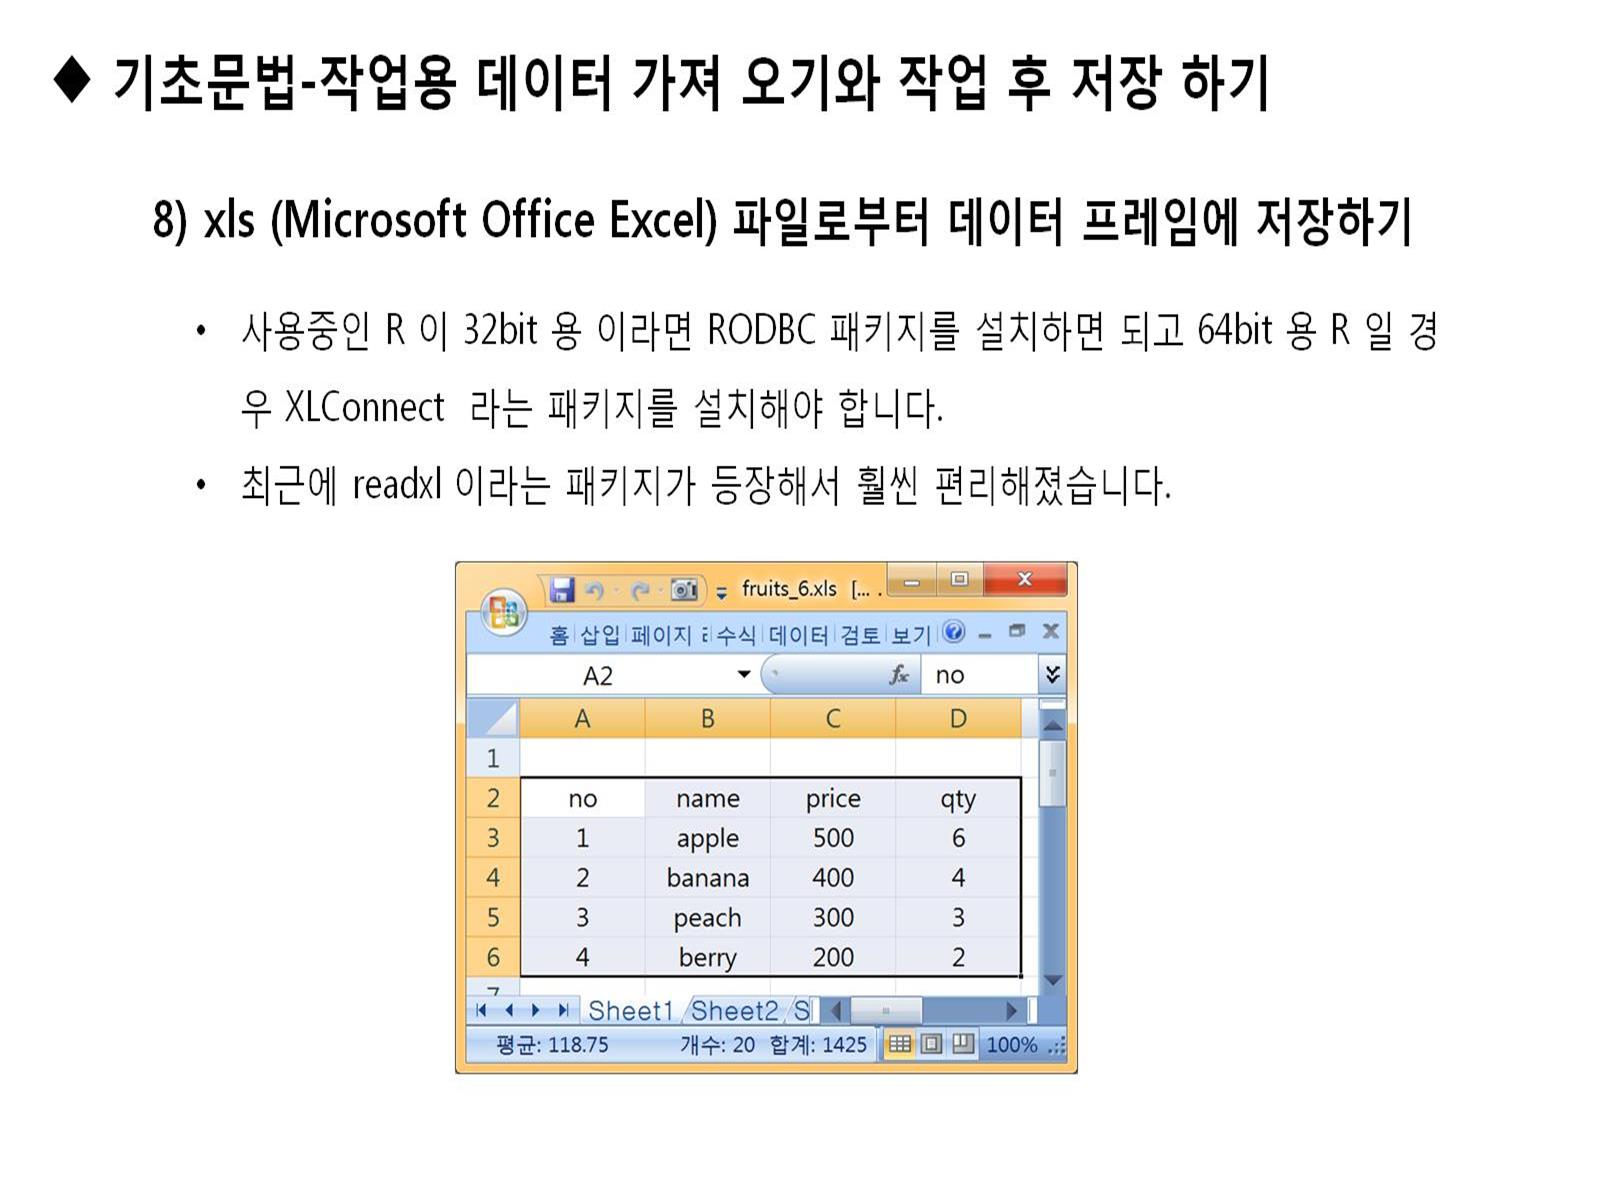 ◆ 기초문법-작업용 데이터 가져 오기와 작업 후 저장 하기
8) xls (Microsoft Office Excel) 파일로부터 데이터 프레임에 저장하기
• 사용중인 R 이 32bit 용 이라면 RODBC 패키지를 설치하면 되고 64bit 용 R 일 경
우 XLConnect 라는 패키지를 설치해야 합니다.
• 최근에 readxl 이라는 패키지가 등장해서 훨씬 편리해졌습니다.
fruits_6.xls [... .
홈 삽입 페이지 수식 데이터 검토 보기
A2 fx no
A B C D
1
2 no name price qty
3 1 apple 500 6
4 2 banana 400 4
5 3 peach 300 3
6 4 berry 200 2
7
Sheet1 Sheet2 S
평균: 118.75 개수: 20 합계: 1425 100%